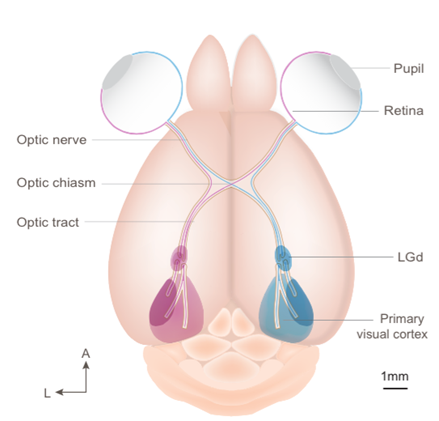 Pupil
Retina
Optic nerve
Optic chiasm
Optic tract
LGd
Primary
visual cortex
A
L
1mm